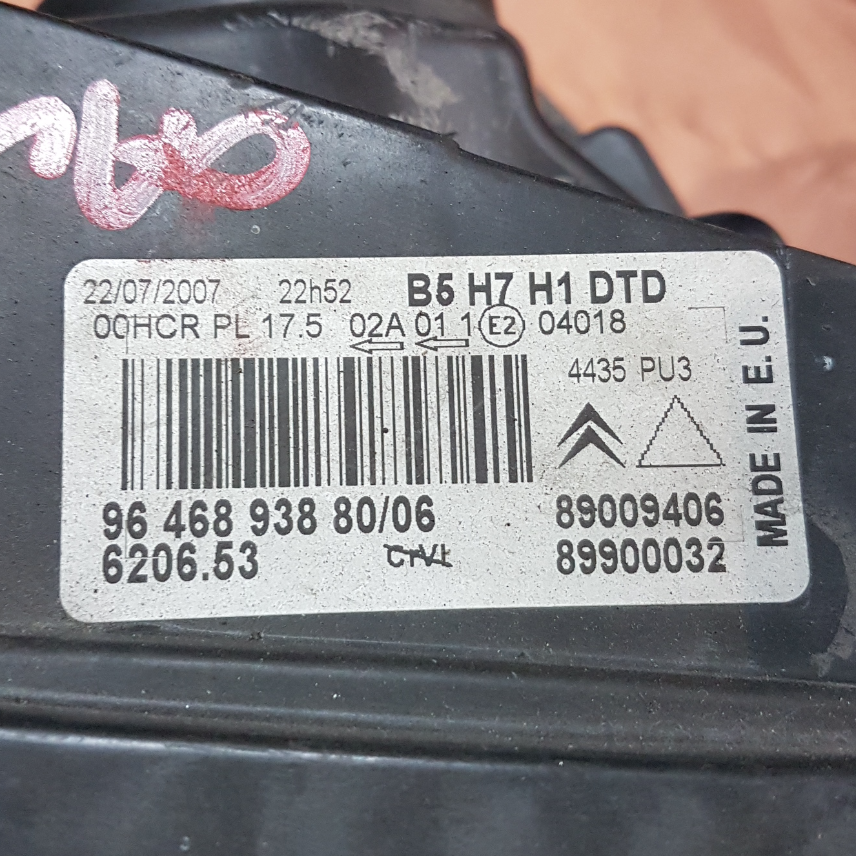 22/07/2007 22h52 B5 H7 H1 DTD
00HCR PL 17.5 02A 01 1 E2 04018
4435 PU3
MADE IN E.U.
96 468 938 80/06 89009406
6206.53 89900032